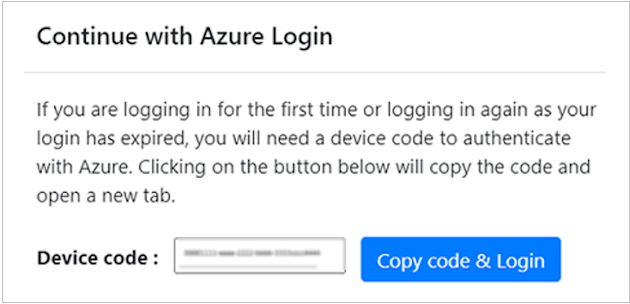 Continue with Azure Login
If you are logging in for the first time or logging in again as your
login has expired, you will need a device code to authenticate
with Azure. Clicking on the button below will copy the code and
open a new tab.
Device code : Copy code & Login